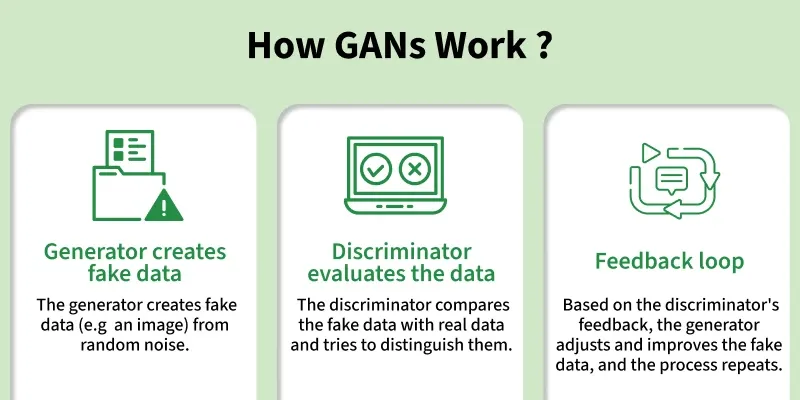 How GANs Work ?
Generator creates
fake data
The generator creates fake
data (e.g an image) from
random noise.
Discriminator
evaluates the data
The discriminator compares
the fake data with real data
and tries to distinguish them.
Feedback loop
Based on the discriminator's
feedback, the generator
adjusts and improves the fake
data, and the process repeats.